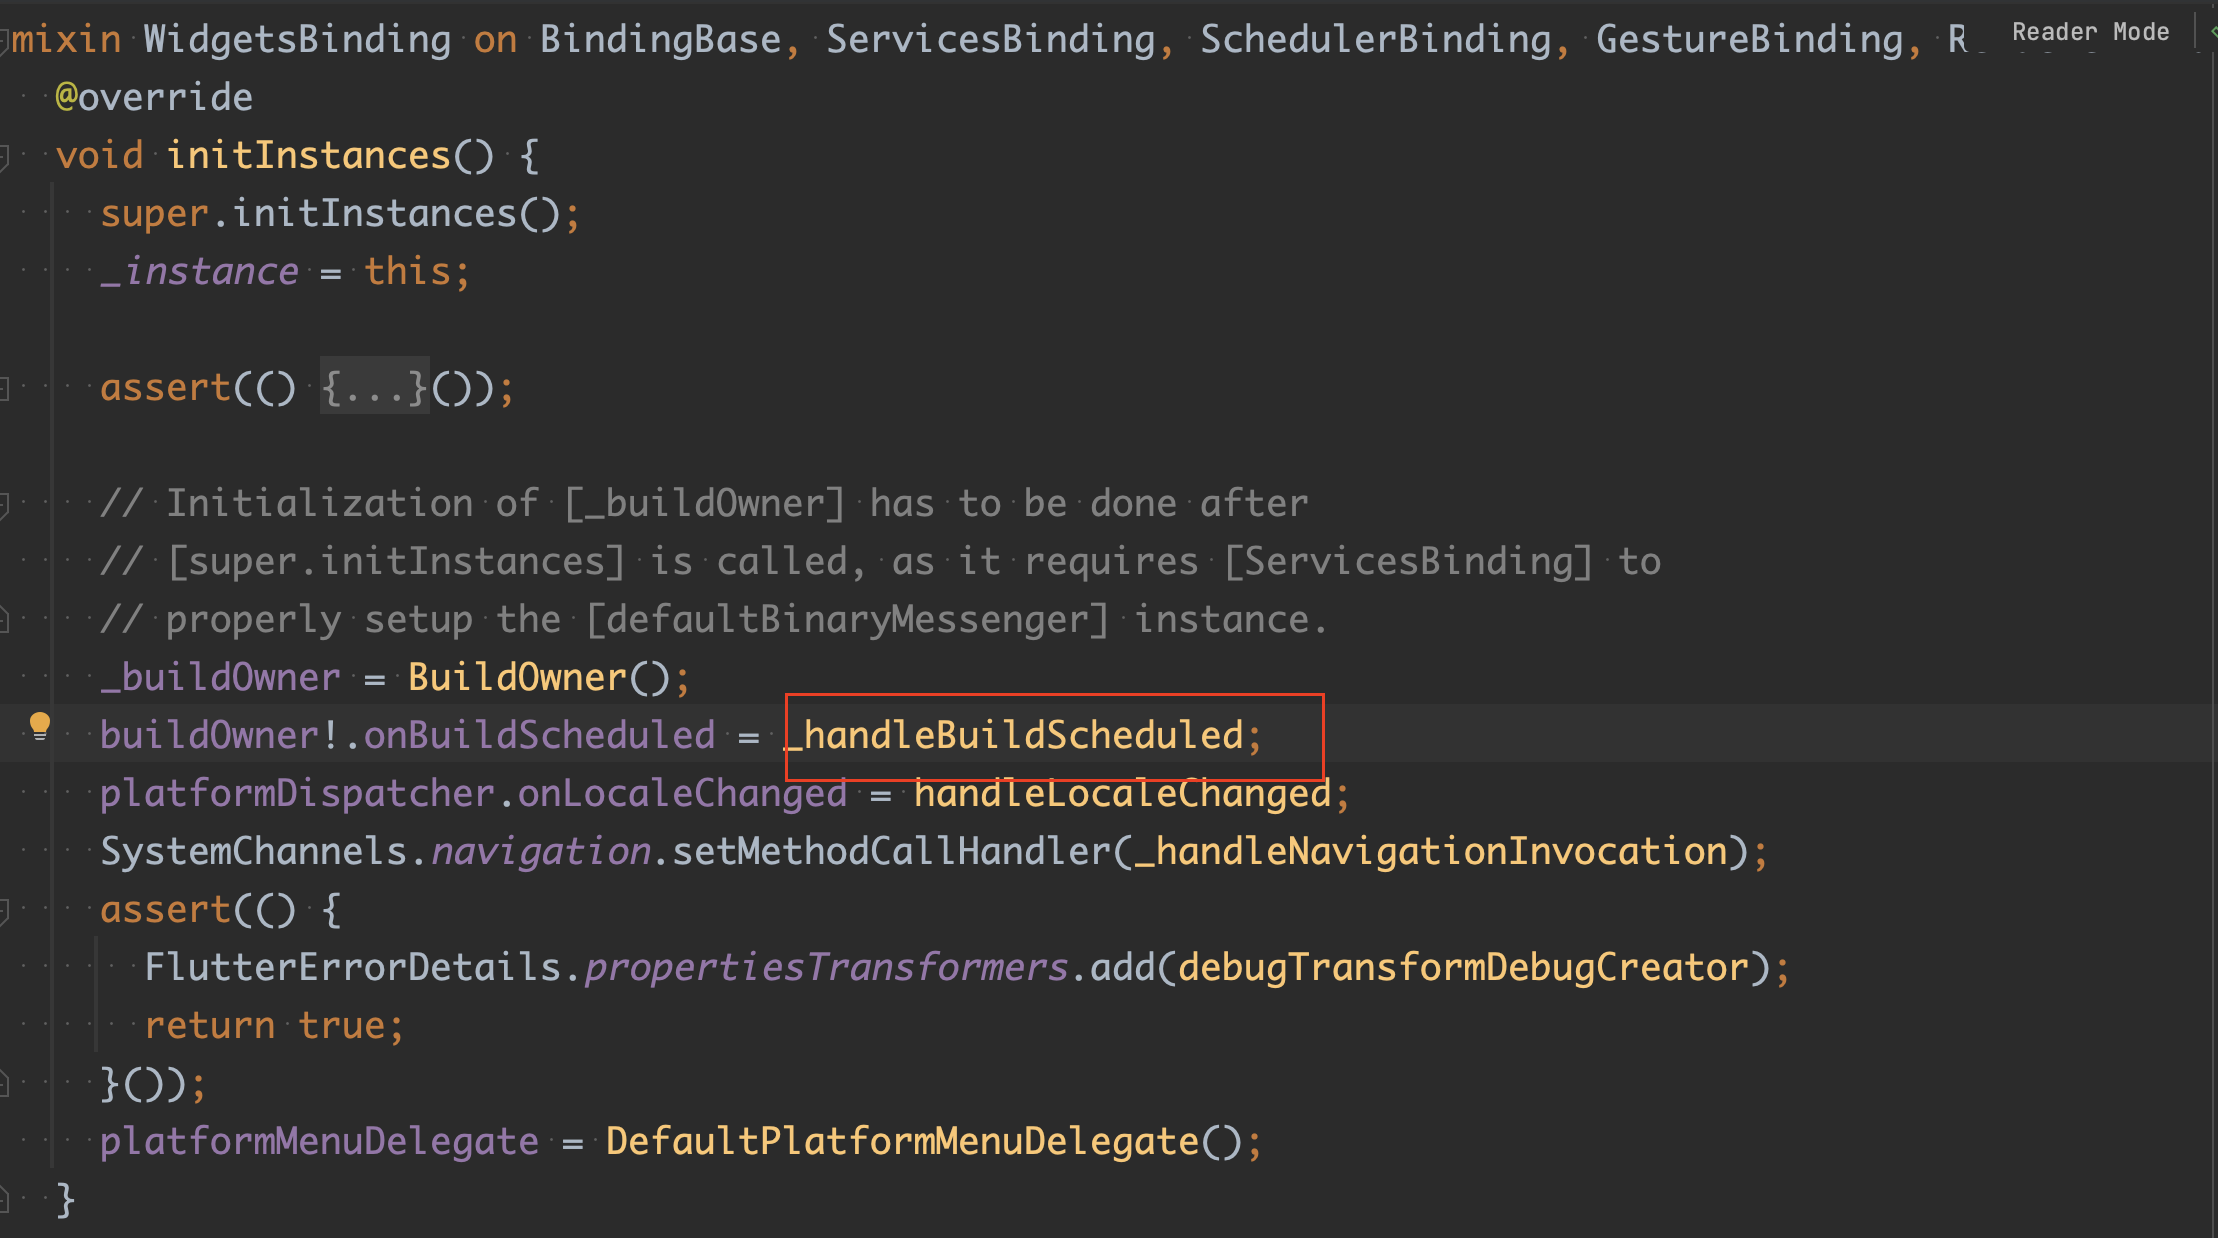 mixin WidgetsBinding on BindingBase, ServicesBinding, SchedulerBinding, GestureBinding, Reader Mode
@override
void initInstances() {
super.initInstances();
_instance = this;
assert(() {...}());
// Initialization of [_buildOwner] has to be done after
// [super.initInstances] is called, as it requires [ServicesBinding] to
// properly setup the [defaultBinaryMessenger] instance.
_buildOwner = BuildOwner();
buildOwner!.onBuildScheduled = _handleBuildScheduled;
platformDispatcher.onLocaleChanged = handleLocaleChanged;
SystemChannels.navigation.setMethodCallHandler(_handleNavigationInvocation);
assert(() {
FlutterErrorDetails.propertiesTransformers.add(debugTransformDebugCreator);
return true;
}());
platformMenuDelegate = DefaultPlatformMenuDelegate();
}